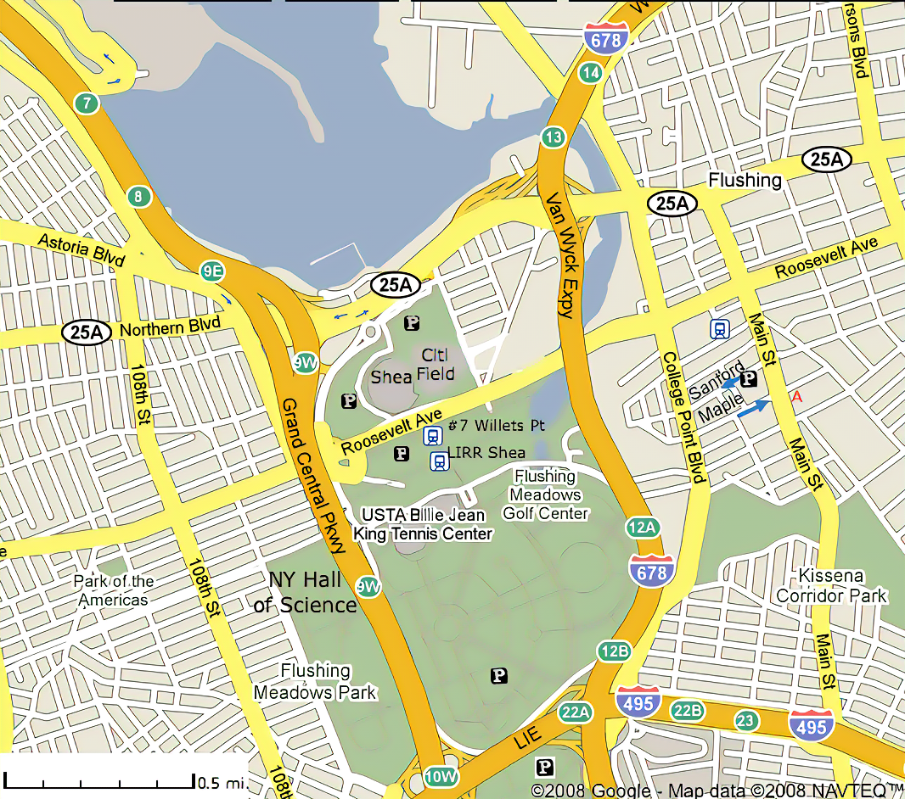 W
678
14
rsons Blvd
7
13
25A
Flushing
8
25A
Van Wyck Expy
Astoria Blvd
Roosevelt Ave
9E
25A
25A
Northern Blvd
P
Main St
9W
Citi
Shea Field
108th St
College Point Blvd
Sanford
P
Maple
A
P
Grand Central Pkwy
Roosevelt Ave
#7 Willets Pt
P
LIRR Shea
Main St
Flushing
Meadows
Golf Center
USTA Billie Jean
King Tennis Center
12A
e
678
108th St
Park of the
Americas
NY Hall
of Science
9W
Kissena
Corridor Park
12B
Main St
Flushing
Meadows Park
P
495
22A
22B
23
495
LIE
108th
10W
P
0.5 mi.
©2008 Google - Map data ©2008 NAVTEQ™